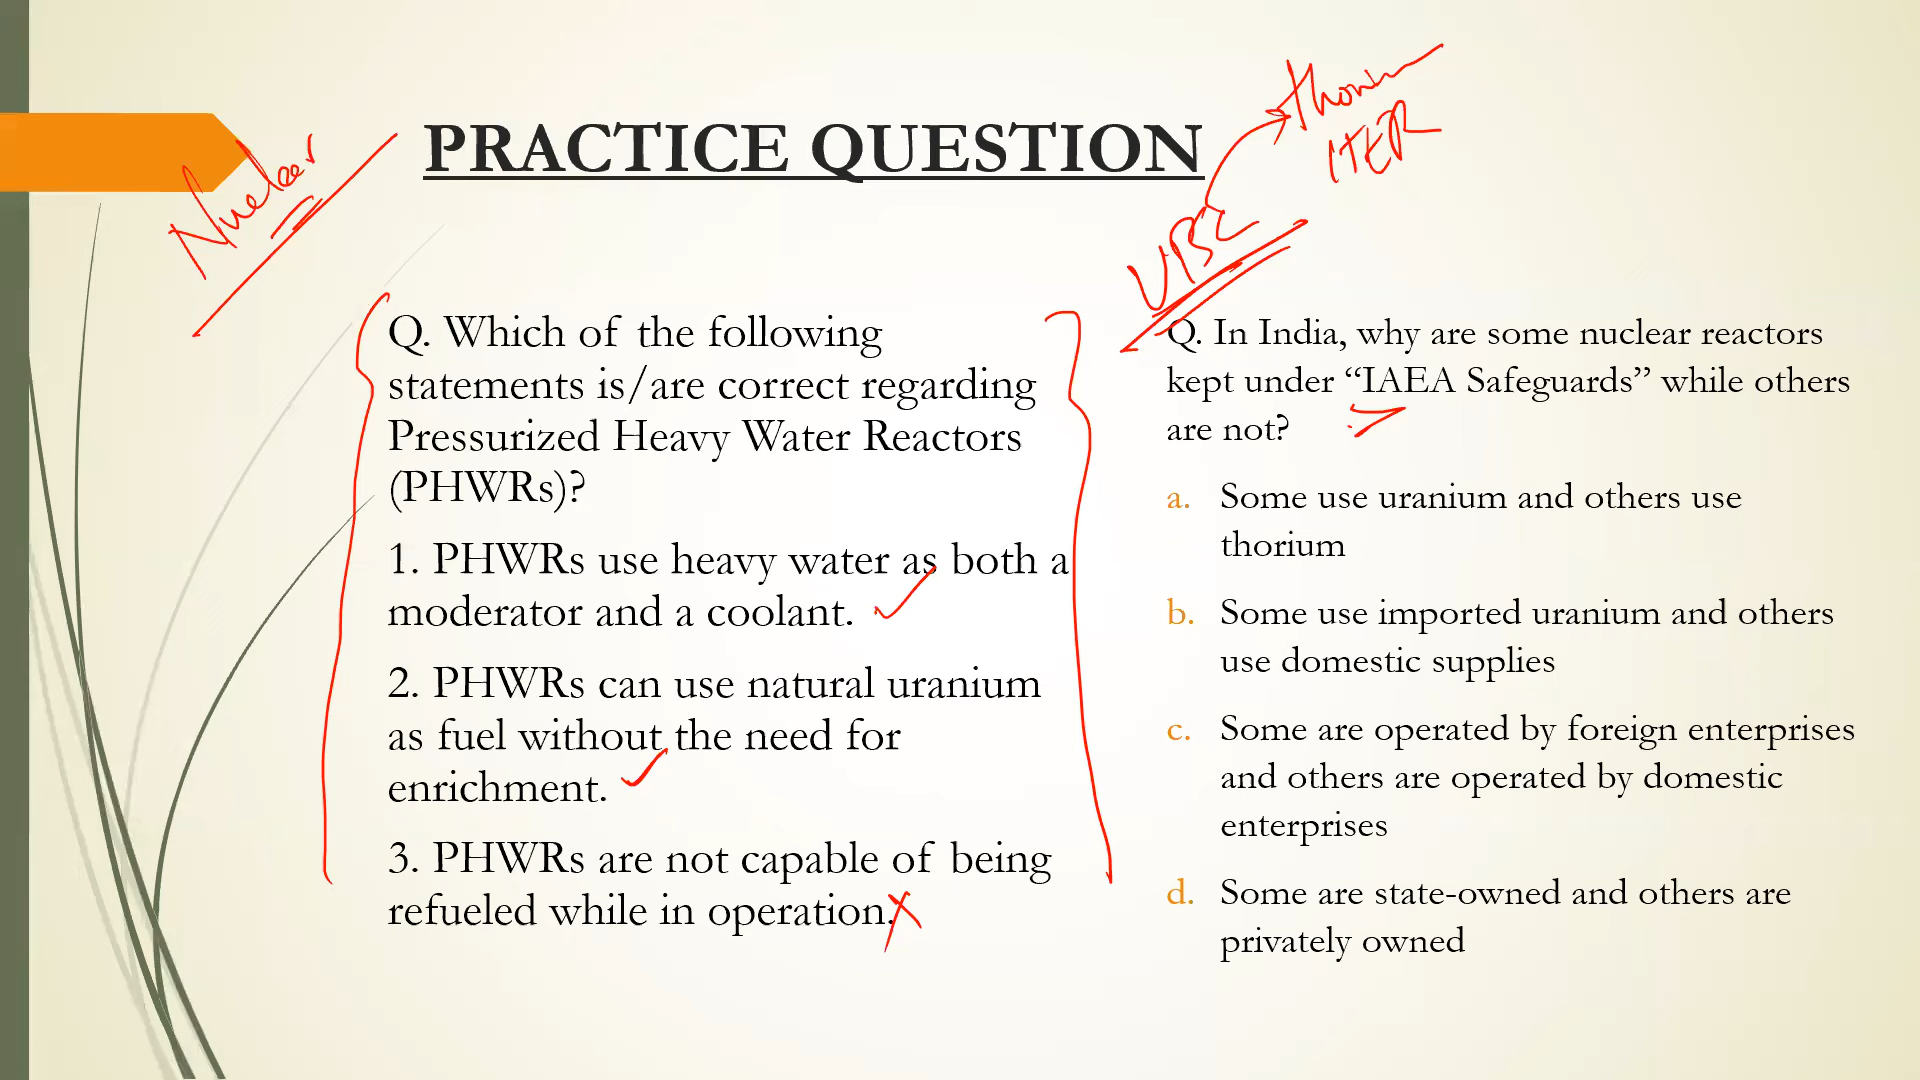 PRACTICE QUESTION
Nuclear
UPSC
ITER
Q. Which of the following
statements is/are correct regarding
Pressurized Heavy Water Reactors
(PHWRs)?
1. PHWRs use heavy water as both a
moderator and a coolant.
2. PHWRs can use natural uranium
as fuel without the need for
enrichment.
3. PHWRs are not capable of being
refueled while in operation.
Q. In India, why are some nuclear reactors
kept under “IAEA Safeguards” while others
are not?
a. Some use uranium and others use
thorium
b. Some use imported uranium and others
use domestic supplies
c. Some are operated by foreign enterprises
and others are operated by domestic
enterprises
d. Some are state-owned and others are
privately owned